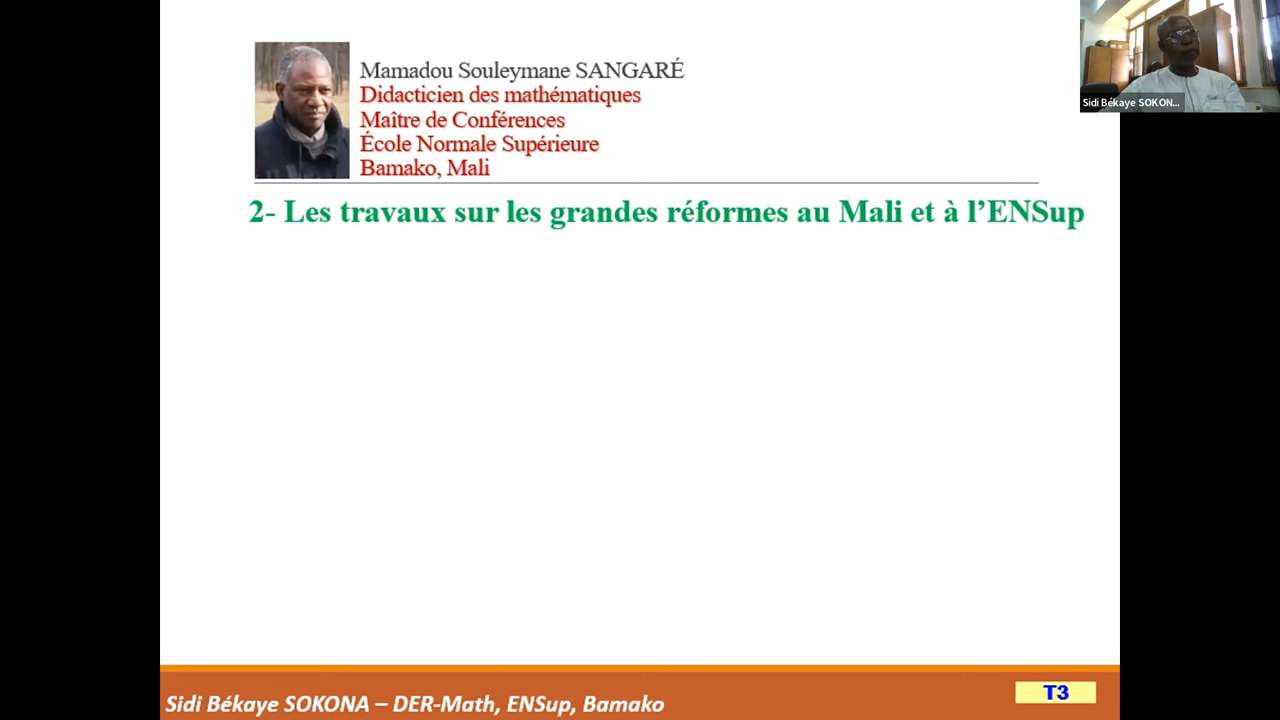 Sidi Békaye SOKON...
Mamadou Souleymane SANGARÉ
Didacticien des mathématiques
Maître de Conférences
École Normale Supérieure
Bamako, Mali
2- Les travaux sur les grandes réformes au Mali et à l’ENSup
Sidi Békaye SOKONA – DER-Math, ENSup, Bamako
T3